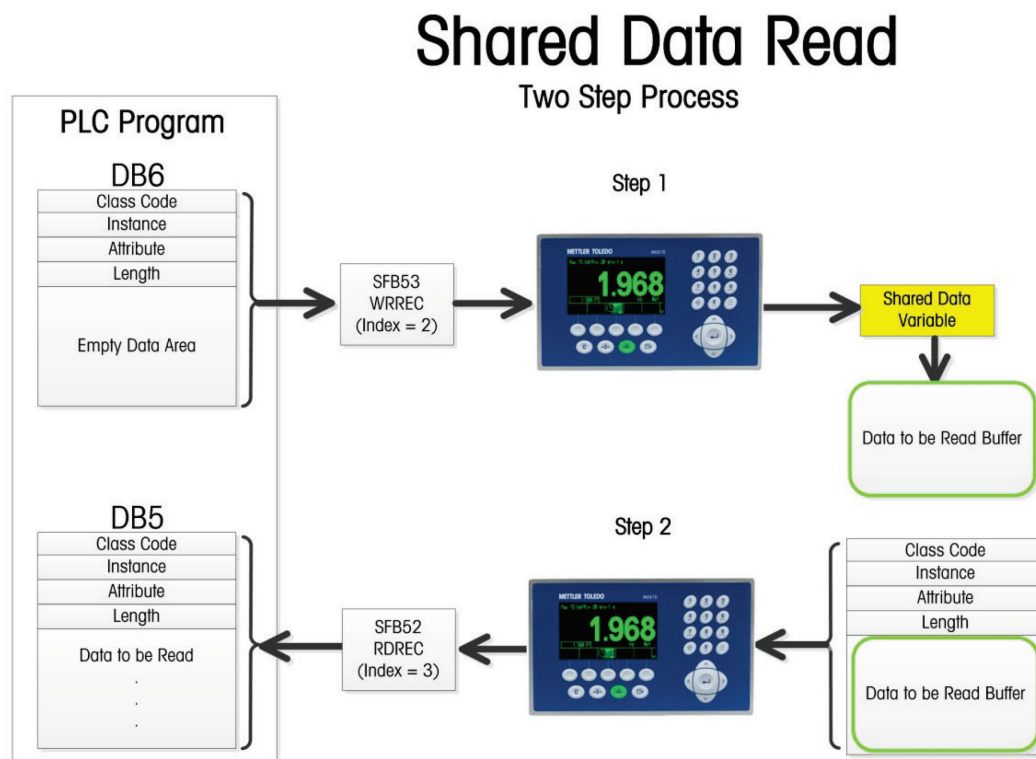 Shared Data Read
Two Step Process
PLC Program
DB6
Class Code
Instance
Attribute
Length
Empty Data Area
SFB53
WRREC
(Index = 2)
Step 1
METTLER TOLEDO
1.968
Shared Data
Variable
Data to be Read Buffer
DB5
Class Code
Instance
Attribute
Length
Data to be Read
.
.
.
SFB52
RDREC
(Index = 3)
Step 2
METTLER TOLEDO
1.968
Class Code
Instance
Attribute
Length
Data to be Read Buffer